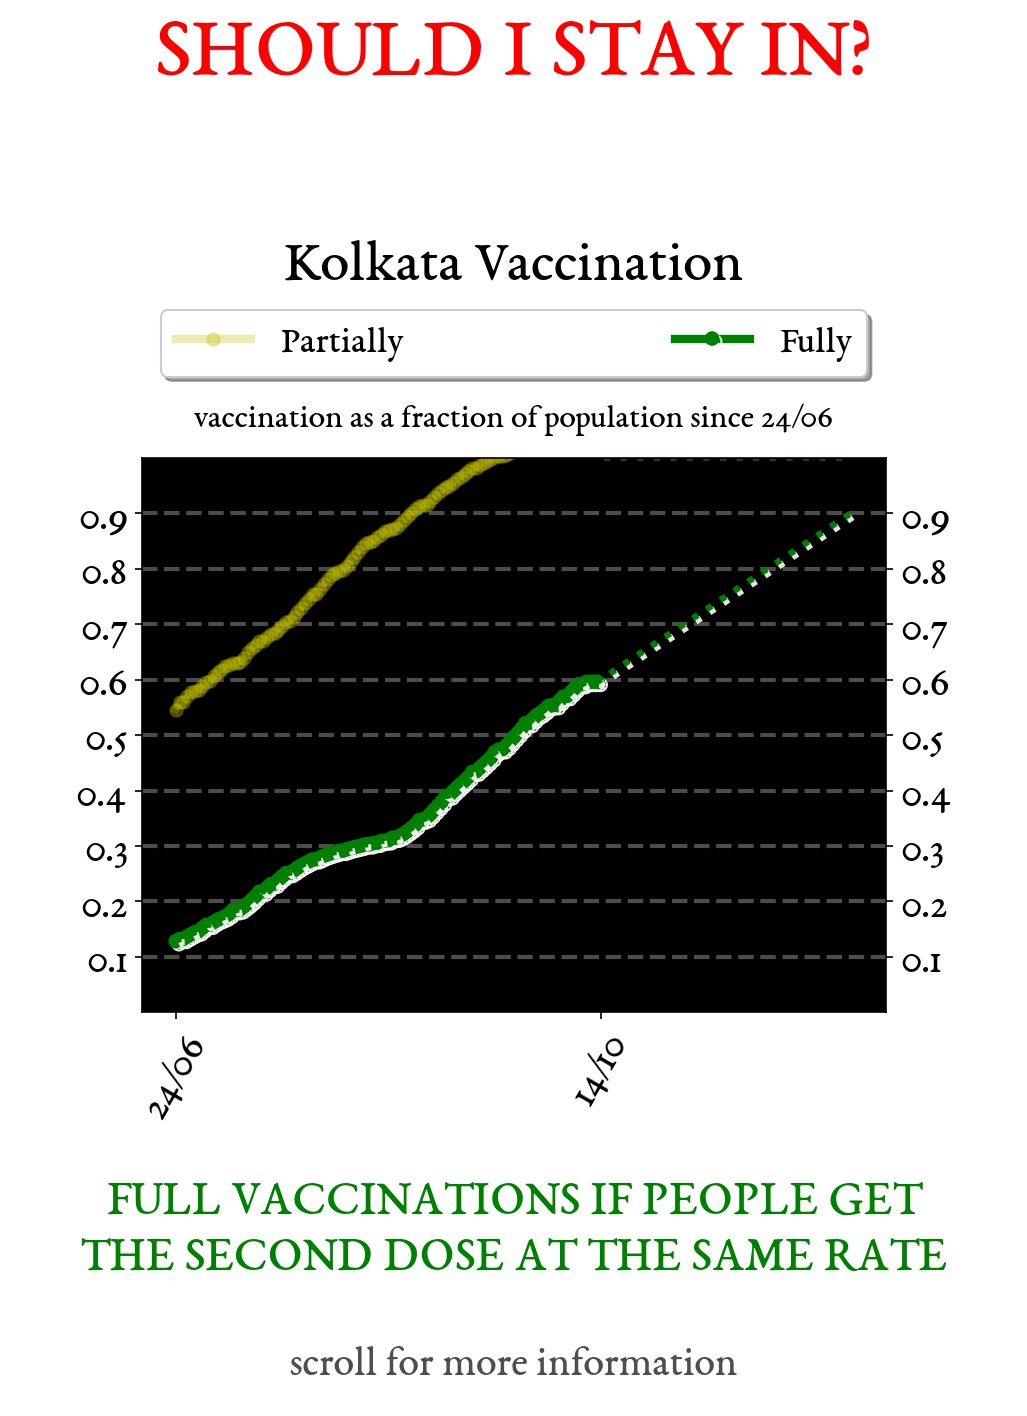 SHOULD I STAY IN?
Kolkata Vaccination
Partially
Fully
vaccination as a fraction of population since 24/06
0.9 0.9
0.8 0.8
0.7 0.7
0.6 0.6
0.5 0.5
0.4 0.4
0.3 0.3
0.2 0.2
0.1 0.1
24/06 14/10
FULL VACCINATIONS IF PEOPLE GET
THE SECOND DOSE AT THE SAME RATE
scroll for more information